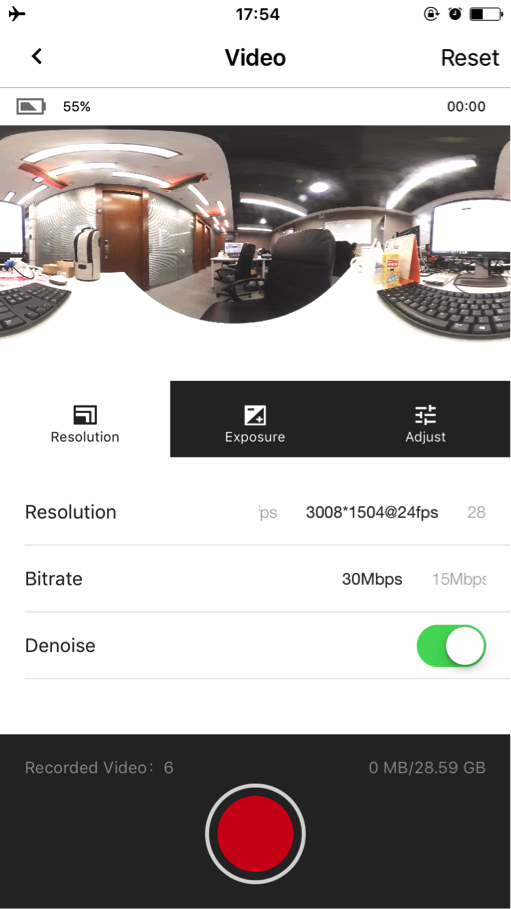 17:54
Video Reset
55% 00:00
Resolution Exposure Adjust
Resolution ps 3008*1504@24fps 28
Bitrate 30Mbps 15Mbps
Denoise
Recorded Video: 6 0 MB/28.59 GB